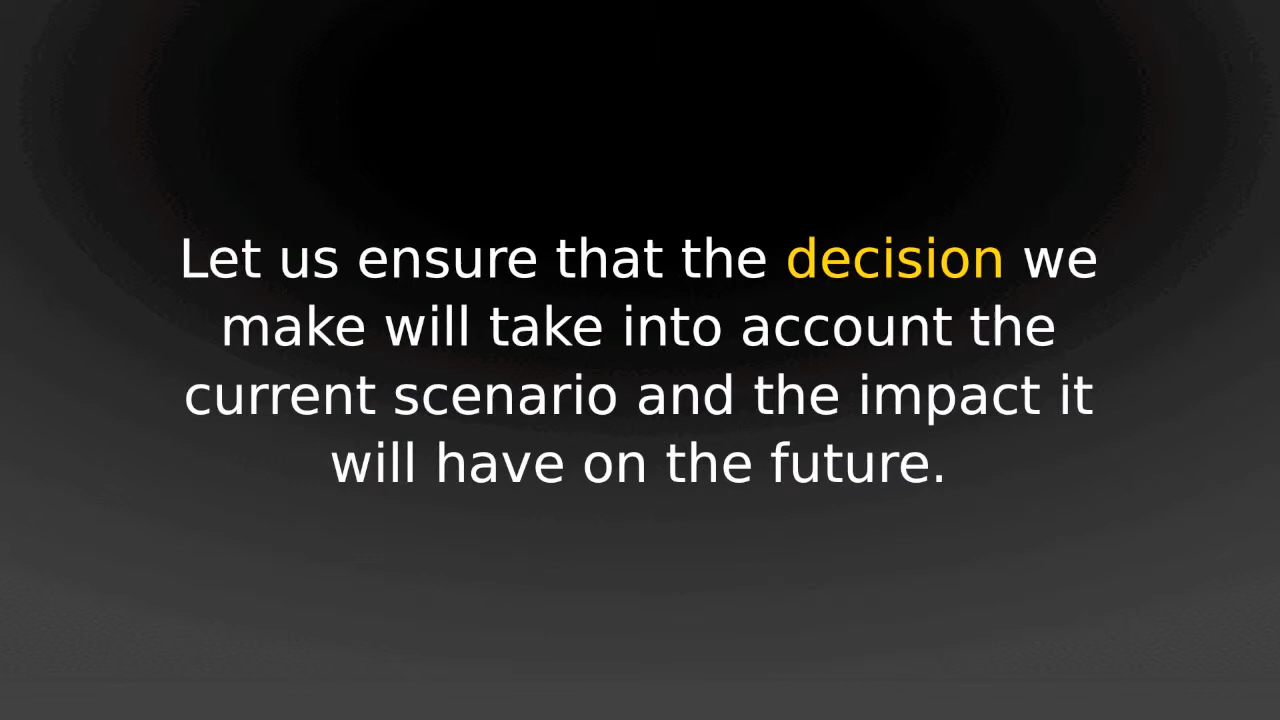 Let us ensure that the decision we
make will take into account the
current scenario and the impact it
will have on the future.